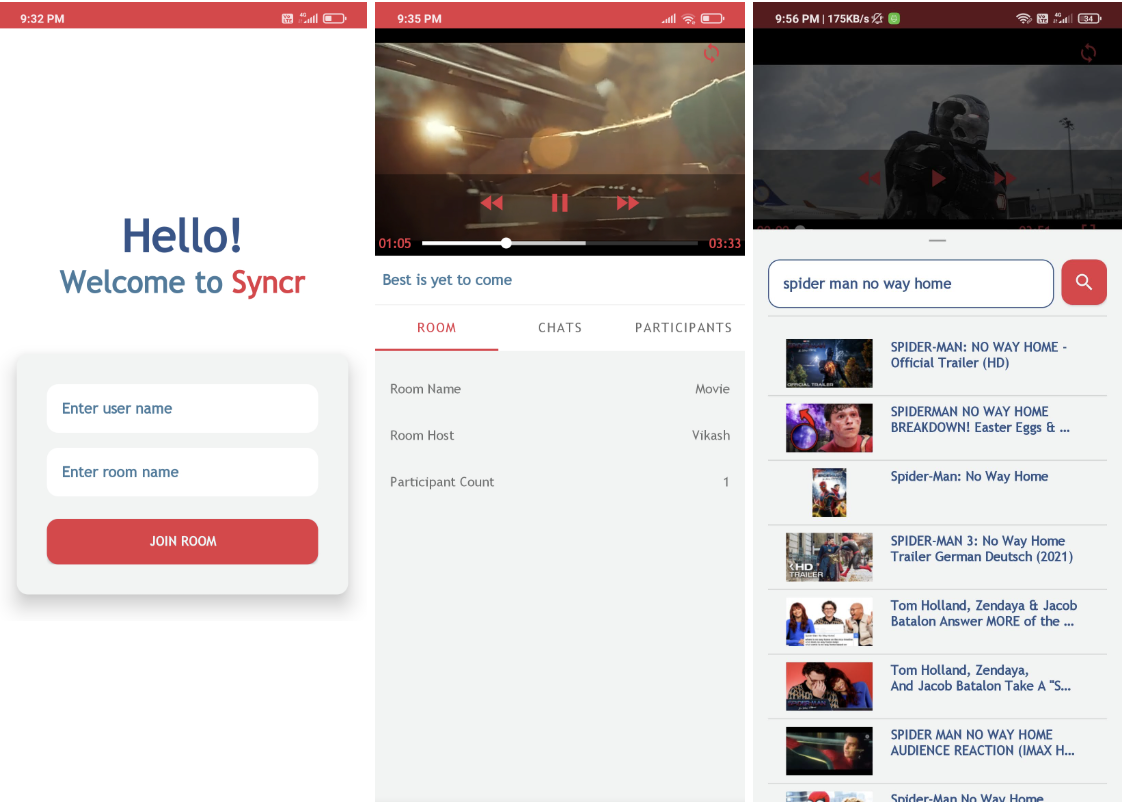 9:32 PM
4G
Hello!
Welcome to Syncr
Enter user name
Enter room name
JOIN ROOM
9:35 PM
01:05
03:33
Best is yet to come
ROOM
CHATS
PARTICIPANTS
Room Name
Movie
Room Host
Vikash
Participant Count
1
9:56 PM | 175KB/s
4G
34
spider man no way home
OFFICIAL TRAILER
SPIDER-MAN: NO WAY HOME -
Official Trailer (HD)
SPIDERMAN NO WAY HOME
BREAKDOWN! Easter Eggs & ...
Spider-Man: No Way Home
HD
TRAILER
SPIDER-MAN 3: No Way Home
Trailer German Deutsch (2021)
Tom Holland, Zendaya & Jacob
Batalon Answer MORE of the ...
Tom Holland, Zendaya,
And Jacob Batalon Take A "S...
SPIDER MAN NO WAY HOME
AUDIENCE REACTION (IMAX H...
Spider-Man No Way Home